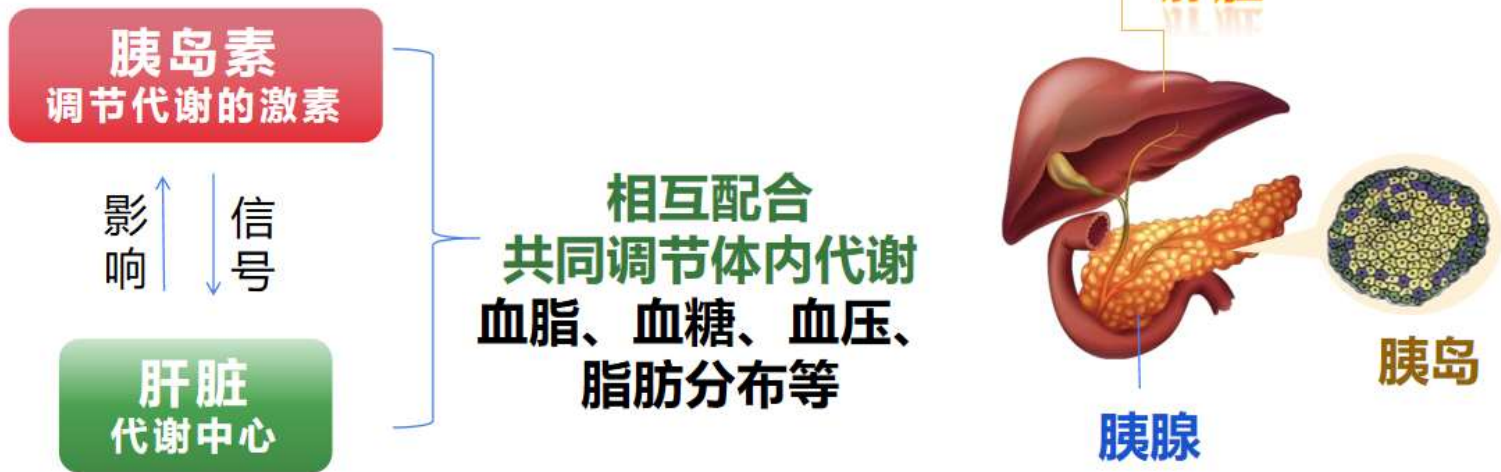 胰岛素
调节代谢的激素
影响
信号
肝脏
代谢中心
相互配合
共同调节体内代谢
血脂、血糖、血压、
脂肪分布等
胰岛
胰腺